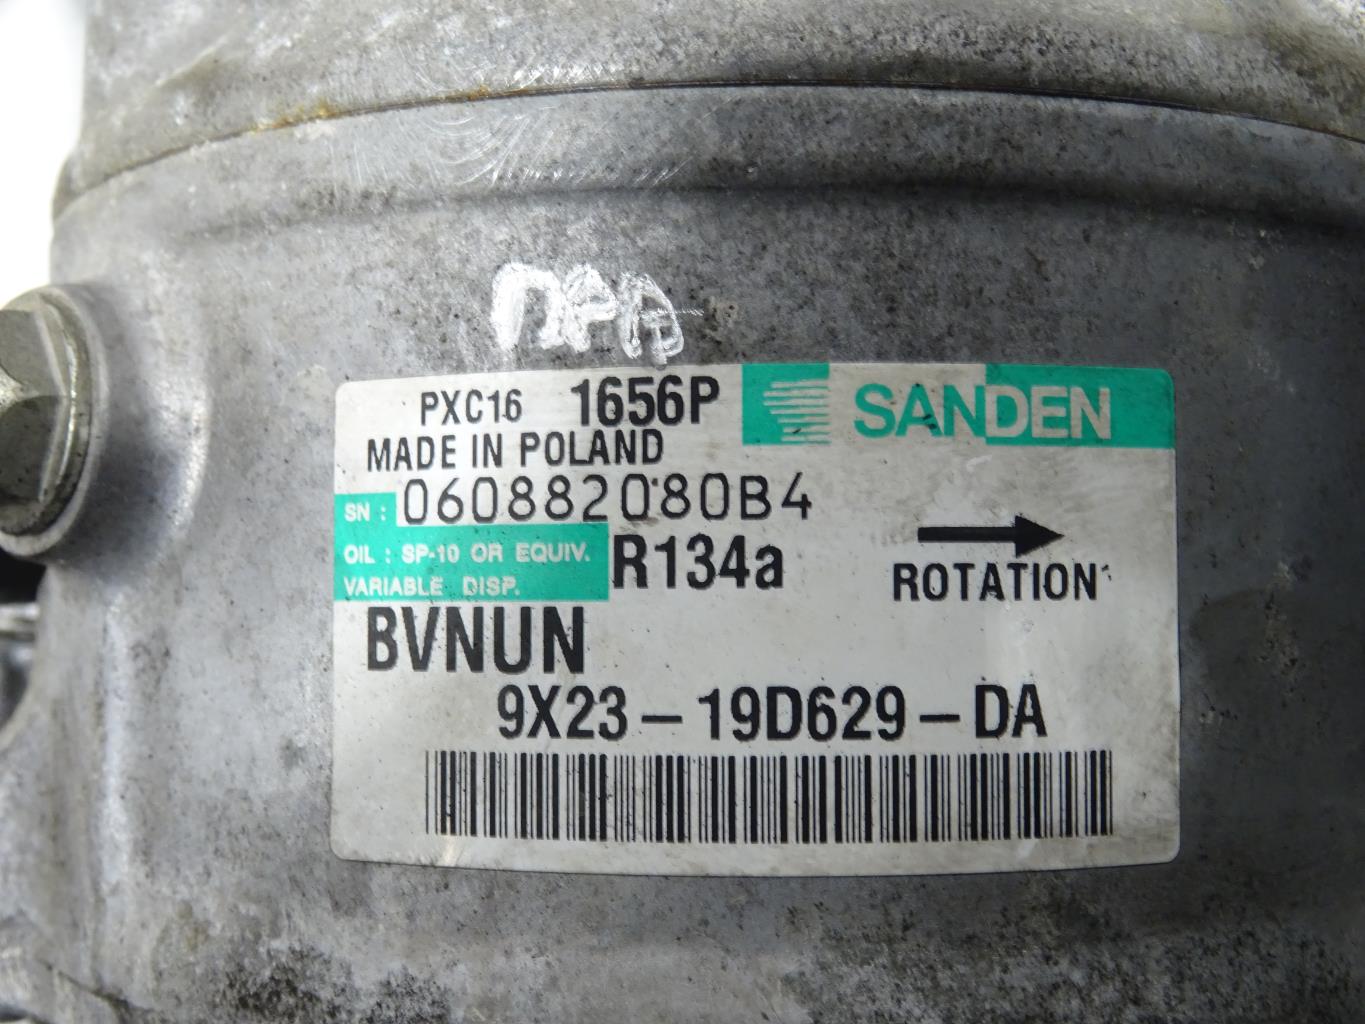 PXC16 1656P SANDEN
MADE IN POLAND
SN : 060882080B4
OIL : SP-10 OR EQUIV. R134a
VARIABLE DISP.
ROTATION
BVNUN
9X23-19D629-DA